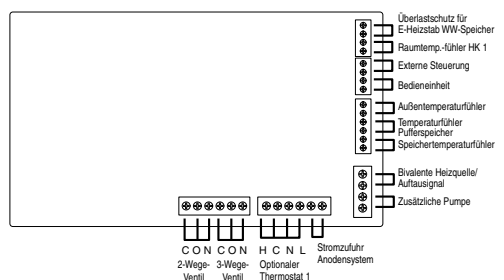 Überlastschutz für
E-Heizstab WW-Speicher
Raumtemp.-fühler HK 1
Externe Steuerung
Bedieneinheit
Außentemperaturfühler
Temperaturfühler
Pufferspeicher
Speichertemperaturfühler
Bivalente Heizquelle/
Auftausignal
Zusätzliche Pumpe
C O N C O N H C N L
2-Wege-
Ventil
3-Wege-
Ventil
Optionaler
Thermostat 1
Stromzufuhr
Anodensystem